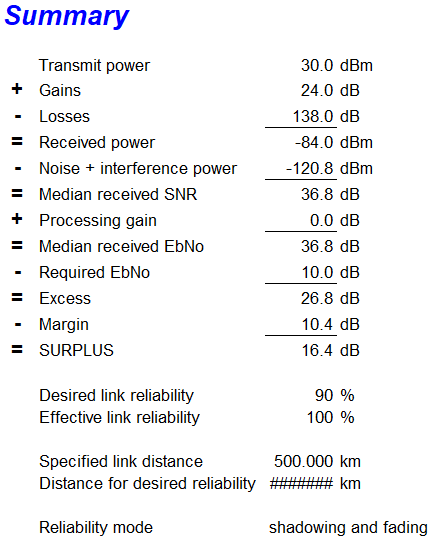 Summary
Transmit power 30.0 dBm
+ Gains 24.0 dB
- Losses 138.0 dB
= Received power -84.0 dBm
- Noise + interference power -120.8 dBm
= Median received SNR 36.8 dB
+ Processing gain 0.0 dB
= Median received EbNo 36.8 dB
- Required EbNo 10.0 dB
= Excess 26.8 dB
- Margin 10.4 dB
= SURPLUS 16.4 dB
Desired link reliability 90 %
Effective link reliability 100 %
Specified link distance 500.000 km
Distance for desired reliability ####### km
Reliability mode shadowing and fading